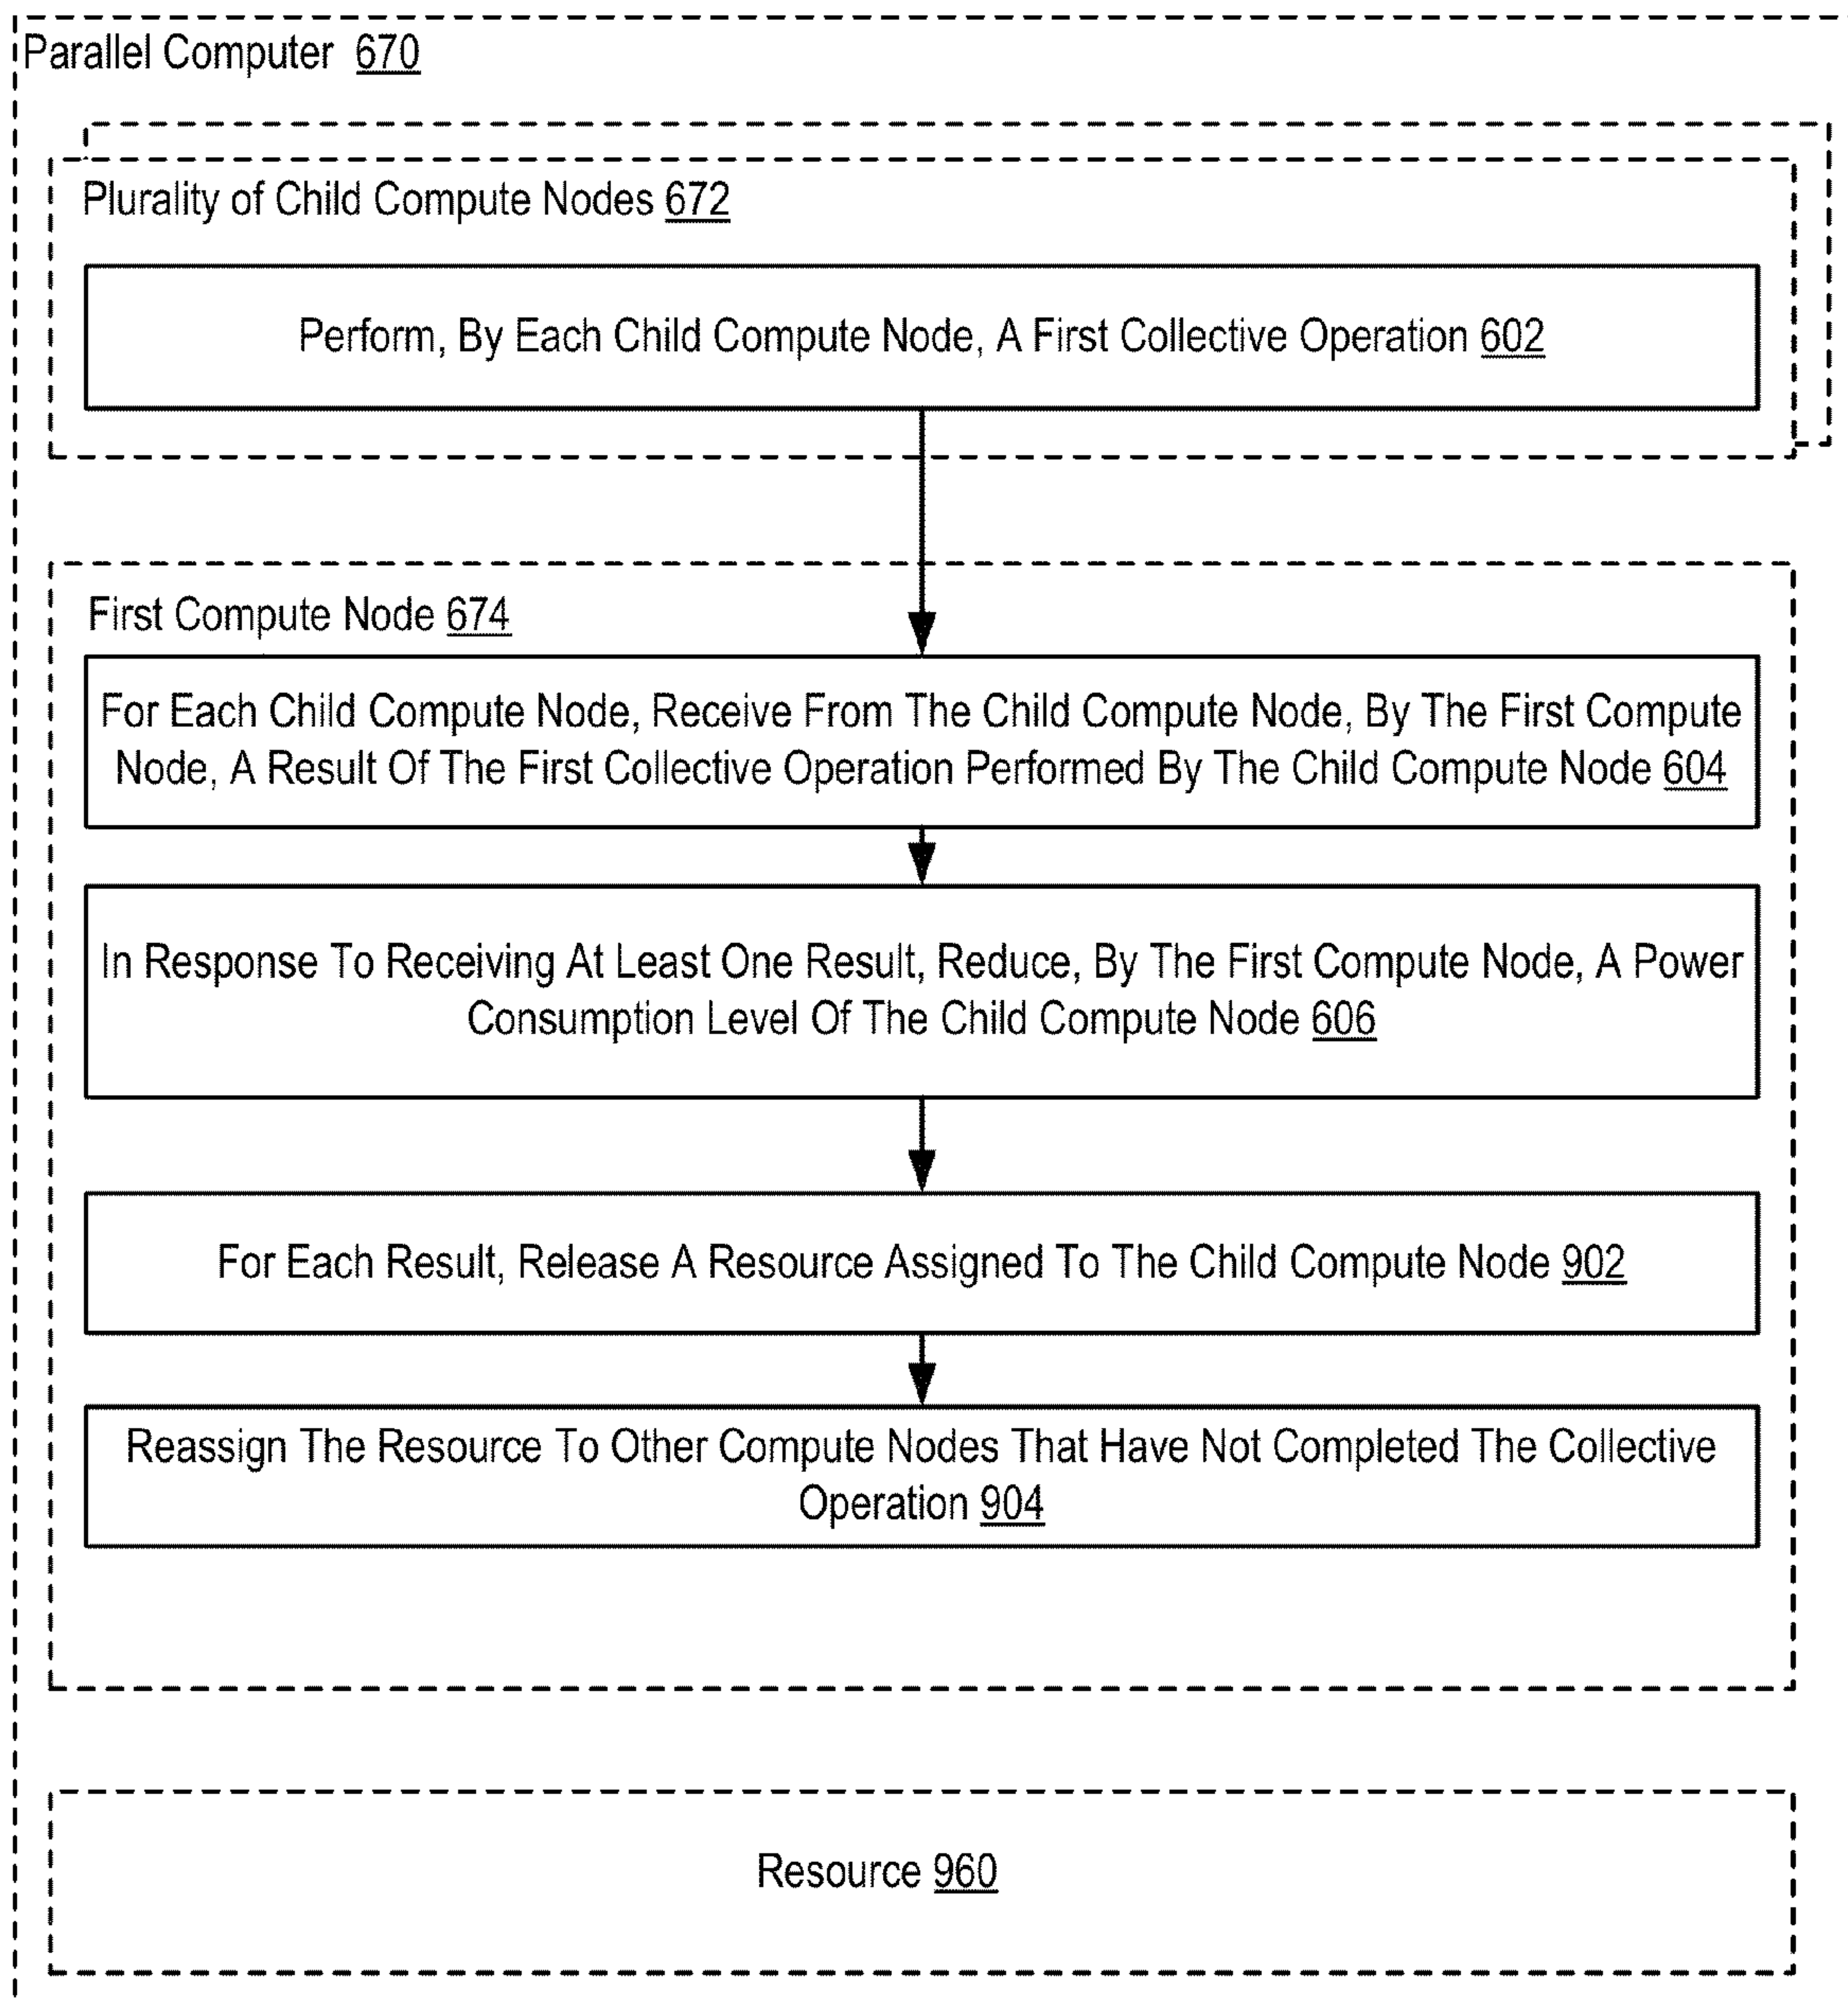 Parallel Computer 670
Plurality of Child Compute Nodes 672
Perform, By Each Child Compute Node, A First Collective Operation 602
First Compute Node 674
For Each Child Compute Node, Receive From The Child Compute Node, By The First Compute
Node, A Result Of The First Collective Operation Performed By The Child Compute Node 604
In Response To Receiving At Least One Result, Reduce, By The First Compute Node, A Power
Consumption Level Of The Child Compute Node 606
For Each Result, Release A Resource Assigned To The Child Compute Node 902
Reassign The Resource To Other Compute Nodes That Have Not Completed The Collective
Operation 904
Resource 960